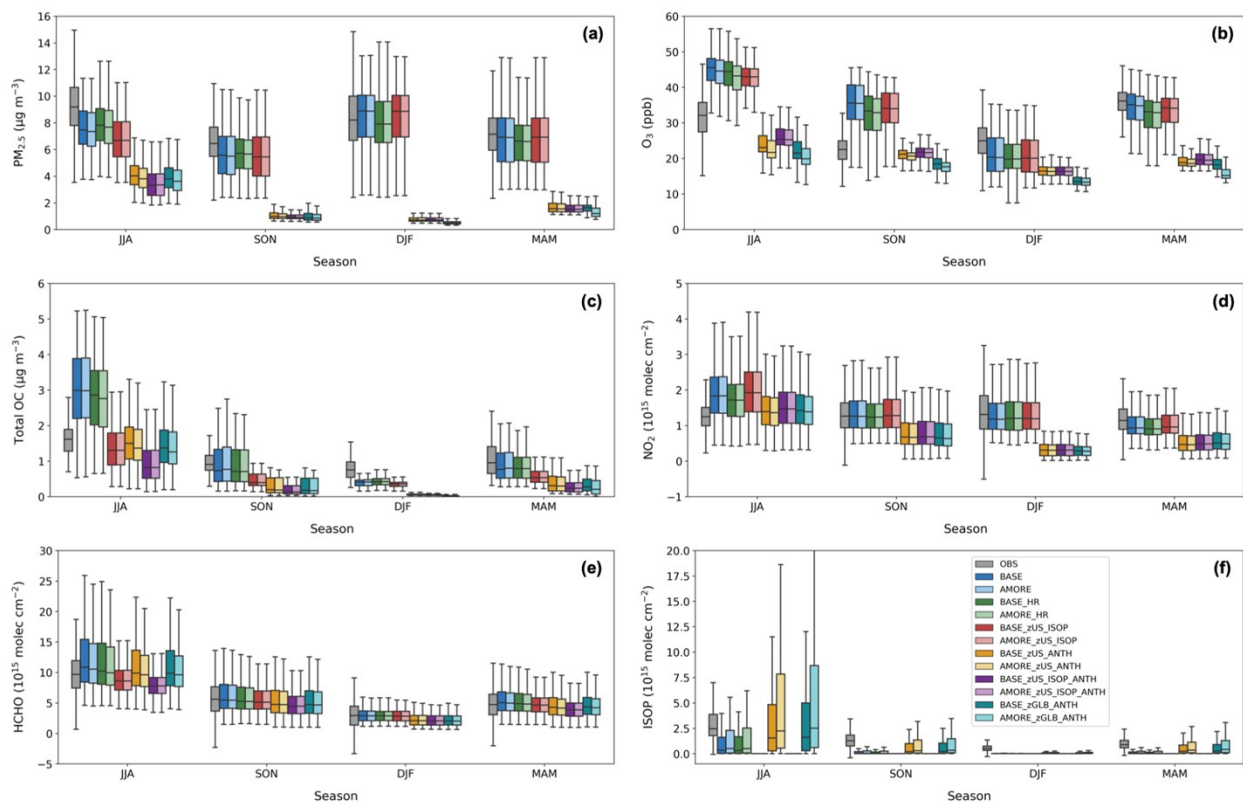 (a)
PM2.5 (µg m−3)
16
14
12
10
8
6
4
2
0
JJA SON DJF MAM
Season
(b)
O3 (ppb)
60
50
40
30
20
10
0
JJA SON DJF MAM
Season
(c)
Total OC (µg m−3)
6
5
4
3
2
1
0
JJA SON DJF MAM
Season
(d)
NO2 (10^15 molec cm−2)
5
4
3
2
1
0
−1
JJA SON DJF MAM
Season
(e)
HCHO (10^15 molec cm−2)
30
25
20
15
10
5
0
−5
JJA SON DJF MAM
Season
(f)
ISOP (10^15 molec cm−2)
20.0
17.5
15.0
12.5
10.0
7.5
5.0
2.5
0.0
OBS
BASE
AMORE
BASE_HR
AMORE_HR
BASE_zUS_ISOP
AMORE_zUS_ISOP
BASE_zUS_ANTH
AMORE_zUS_ANTH
BASE_zUS_ISOP_ANTH
AMORE_zUS_ISOP_ANTH
BASE_zGLB_ANTH
AMORE_zGLB_ANTH
JJA SON DJF MAM
Season